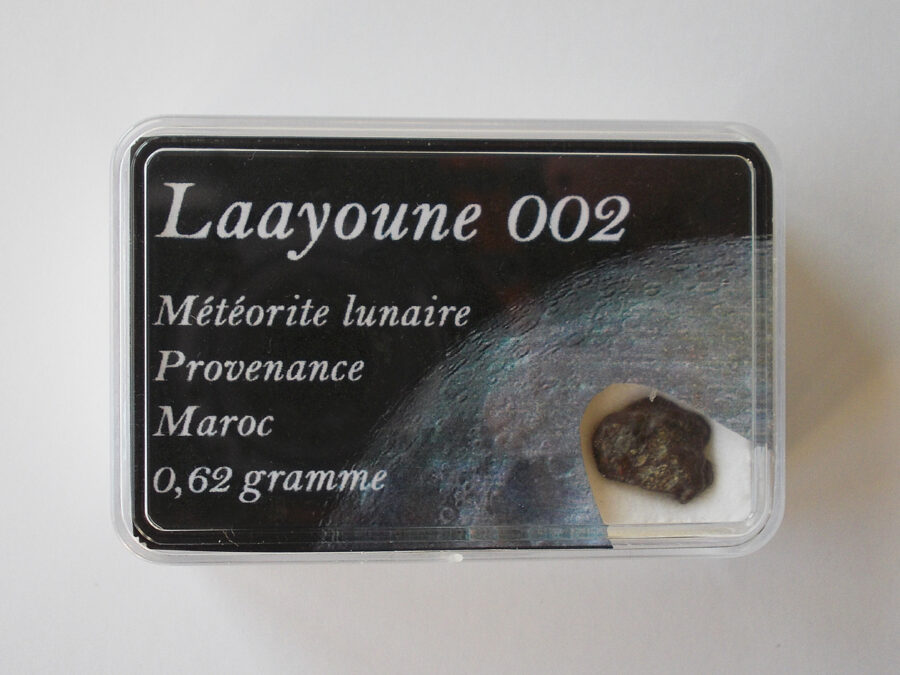 Laayoune 002
Météorite lunaire
Provenance
Maroc
0,62 gramme